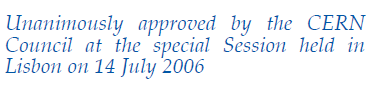 Unanimously approved by the CERN
Council at the special Session held in
Lisbon on 14 July 2006